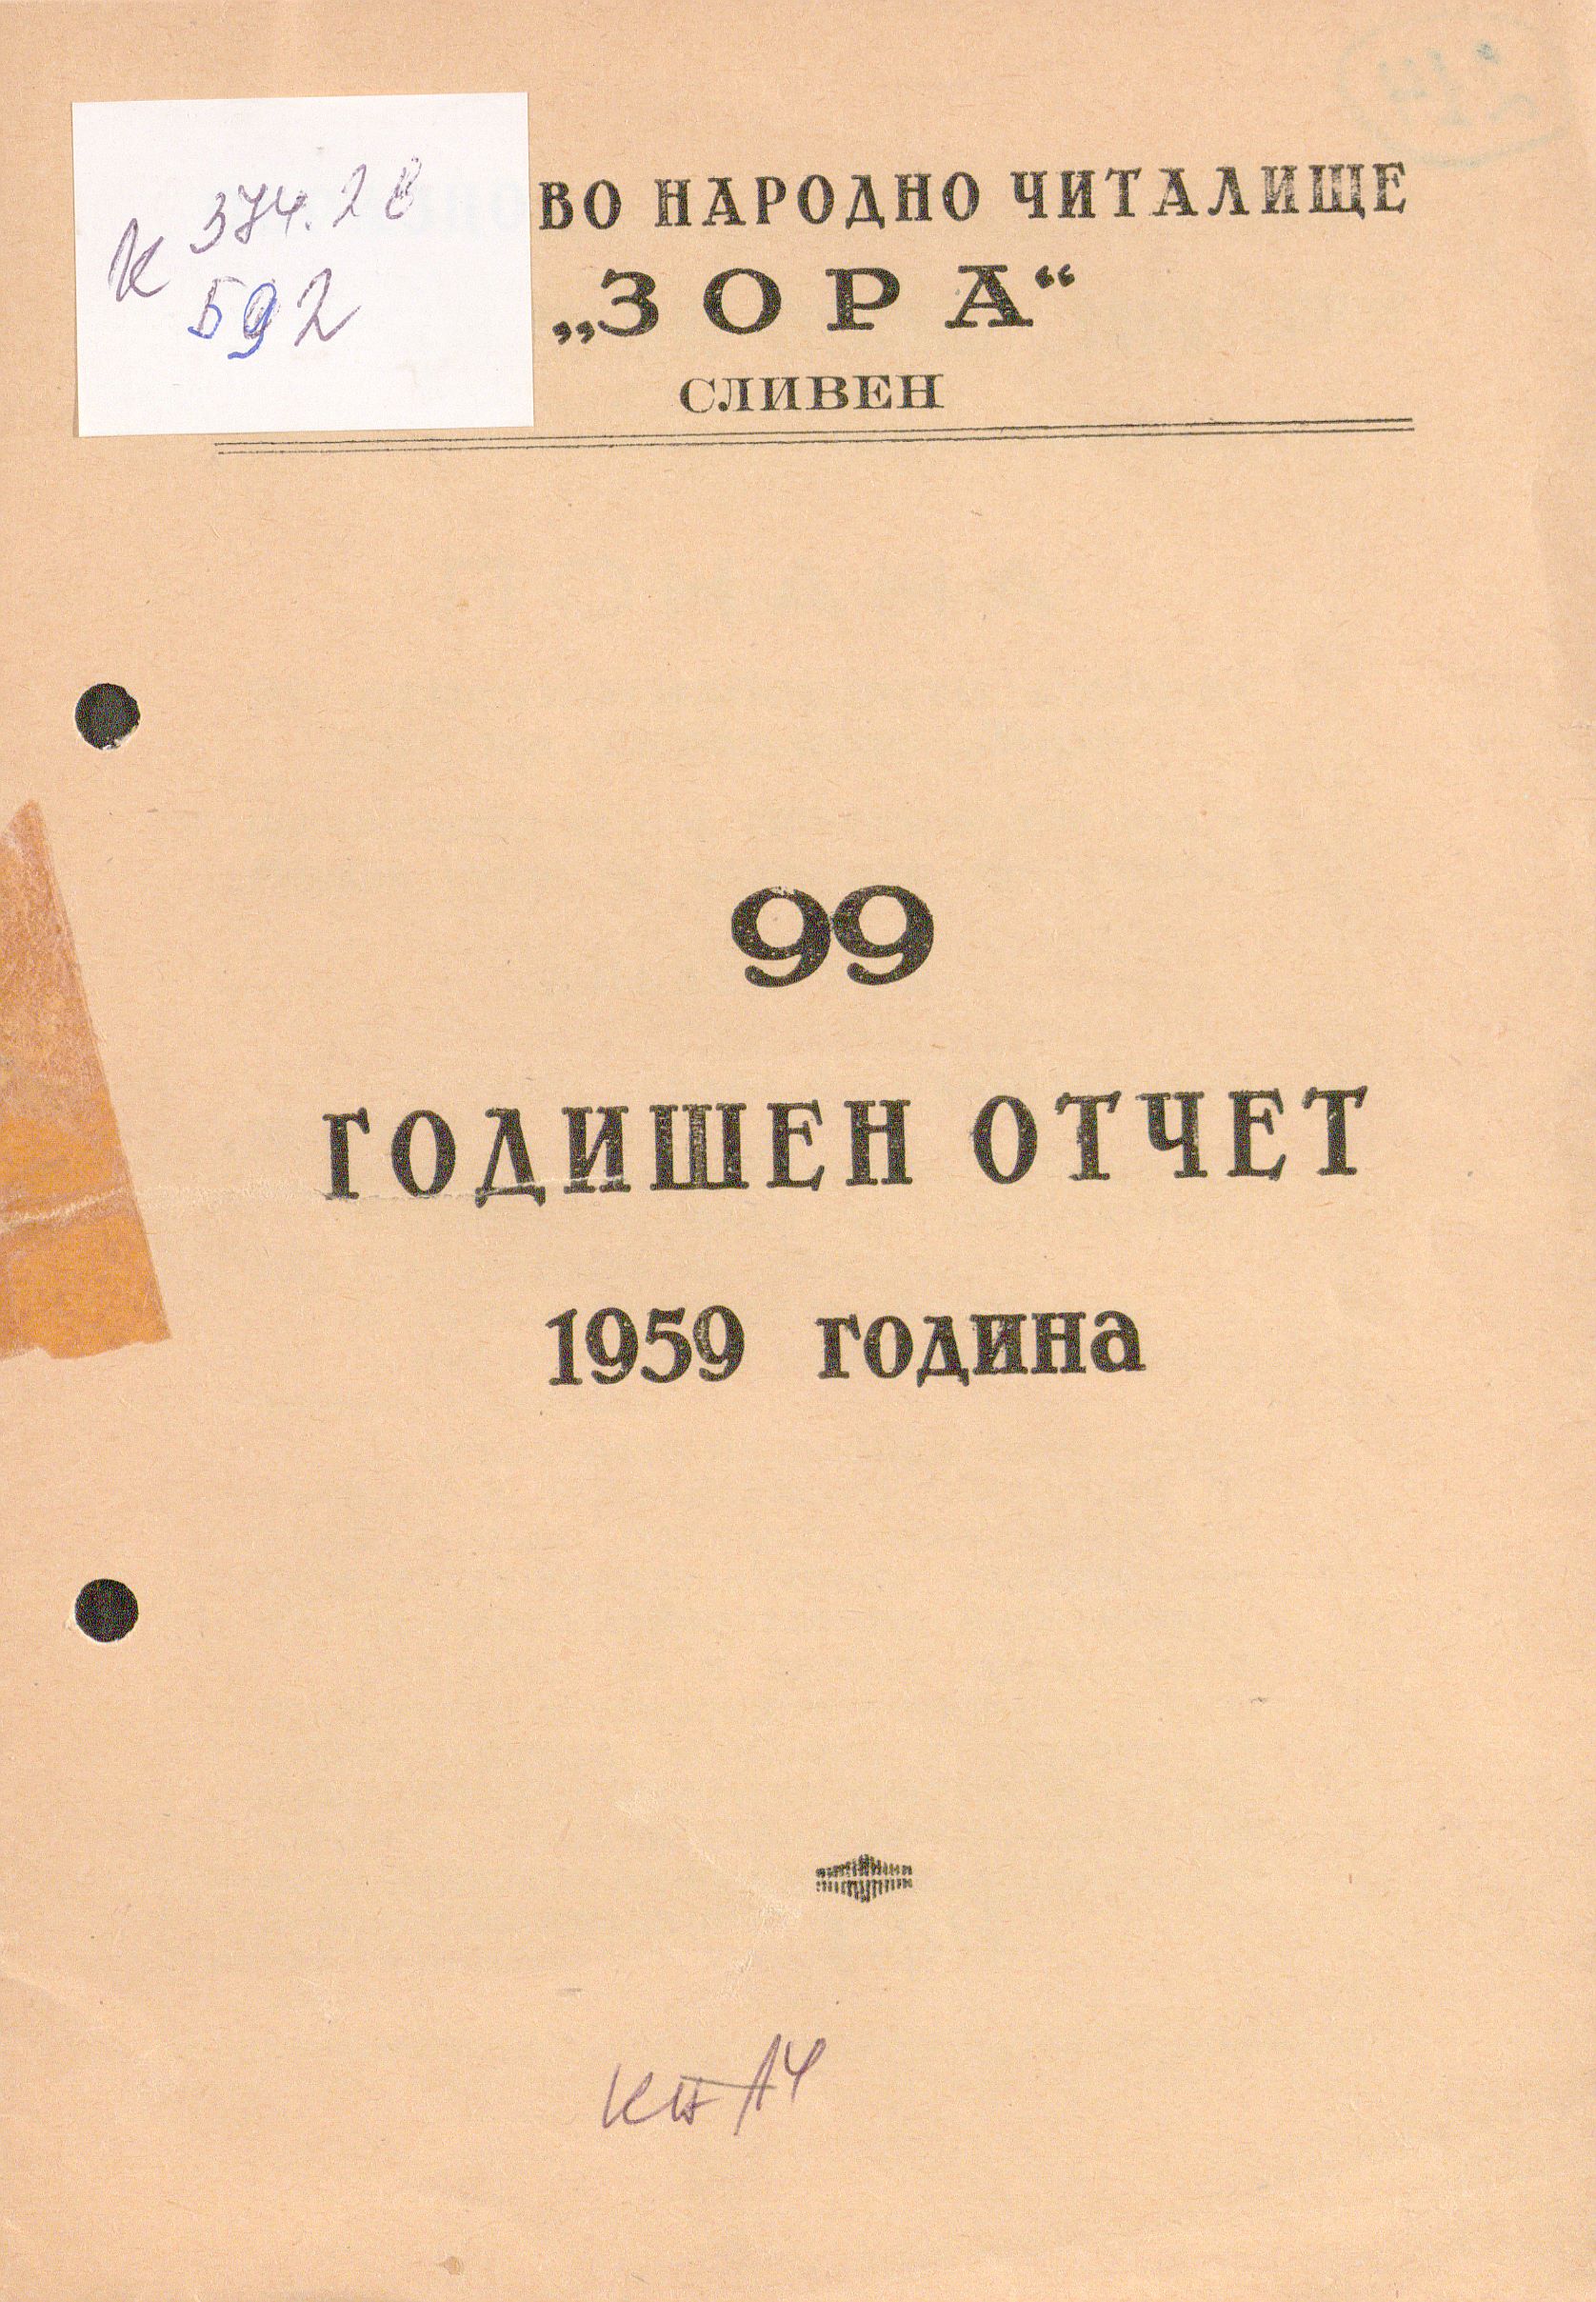 К 374.2 в
Б92
ВО НАРОДНО ЧИТАЛИЩЕ
„ЗОРА“
СЛИВЕН
99
ГОДИШЕН ОТЧЕТ
1959 година